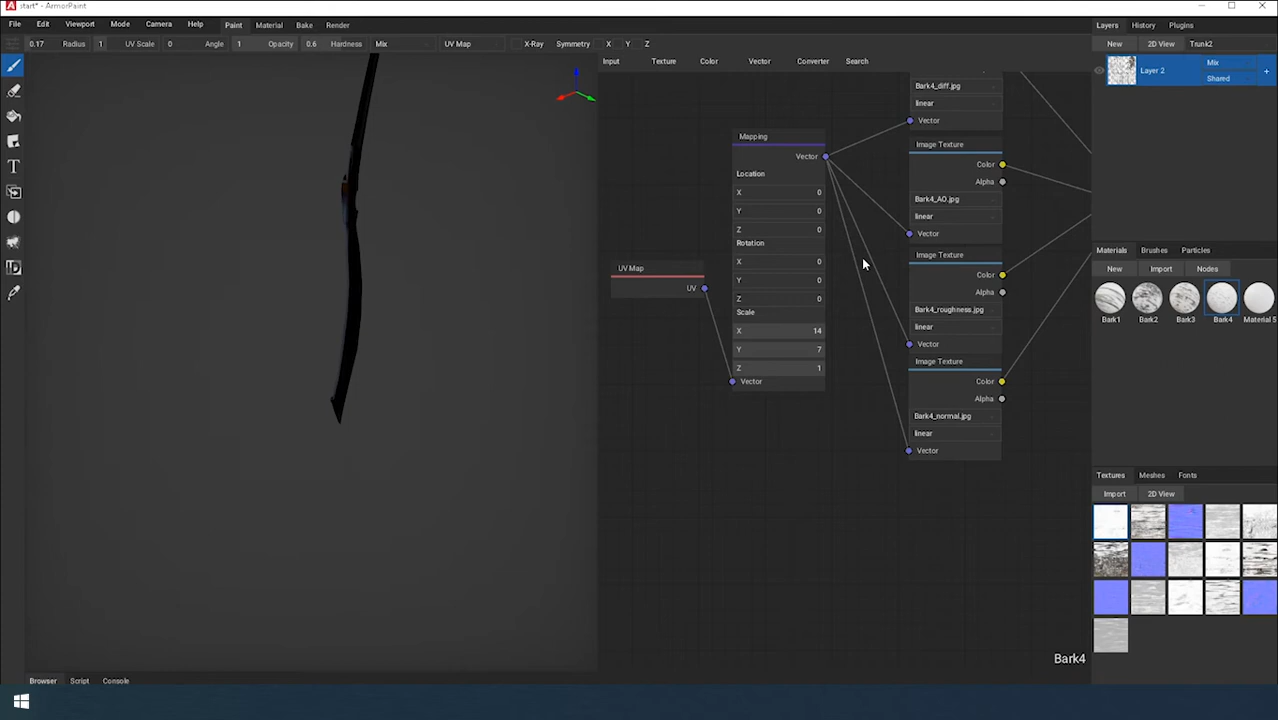 start* - ArmorPaint
File Edit Viewport Mode Camera Help Paint Material Bake Render
0.17 Radius 1 UV Scale 0 Angle 1 Opacity 0.6 Hardness Mix UV Map X-Ray Symmetry X Y Z
Input Texture Color Vector Converter Search
Layers History Plugins
New 2D View Trunk2
Layer 2
Mix
Shared
+
Bark4_diff.jpg
linear
Vector
Mapping
Vector
Location
X 0
Y 0
Z 0
Rotation
X 0
Y 0
Z 0
Scale
X 14
Y 7
Z 1
Vector
UV Map
UV
Image Texture
Color
Alpha
Bark4_AO.jpg
linear
Vector
Image Texture
Color
Alpha
Bark4_roughness.jpg
linear
Vector
Image Texture
Color
Alpha
Bark4_normal.jpg
linear
Vector
Materials Brushes Particles
New Import Nodes
Bark1 Bark2 Bark3 Bark4 Material 5
Textures Meshes Fonts
Import 2D View
Bark4
Browser Script Console